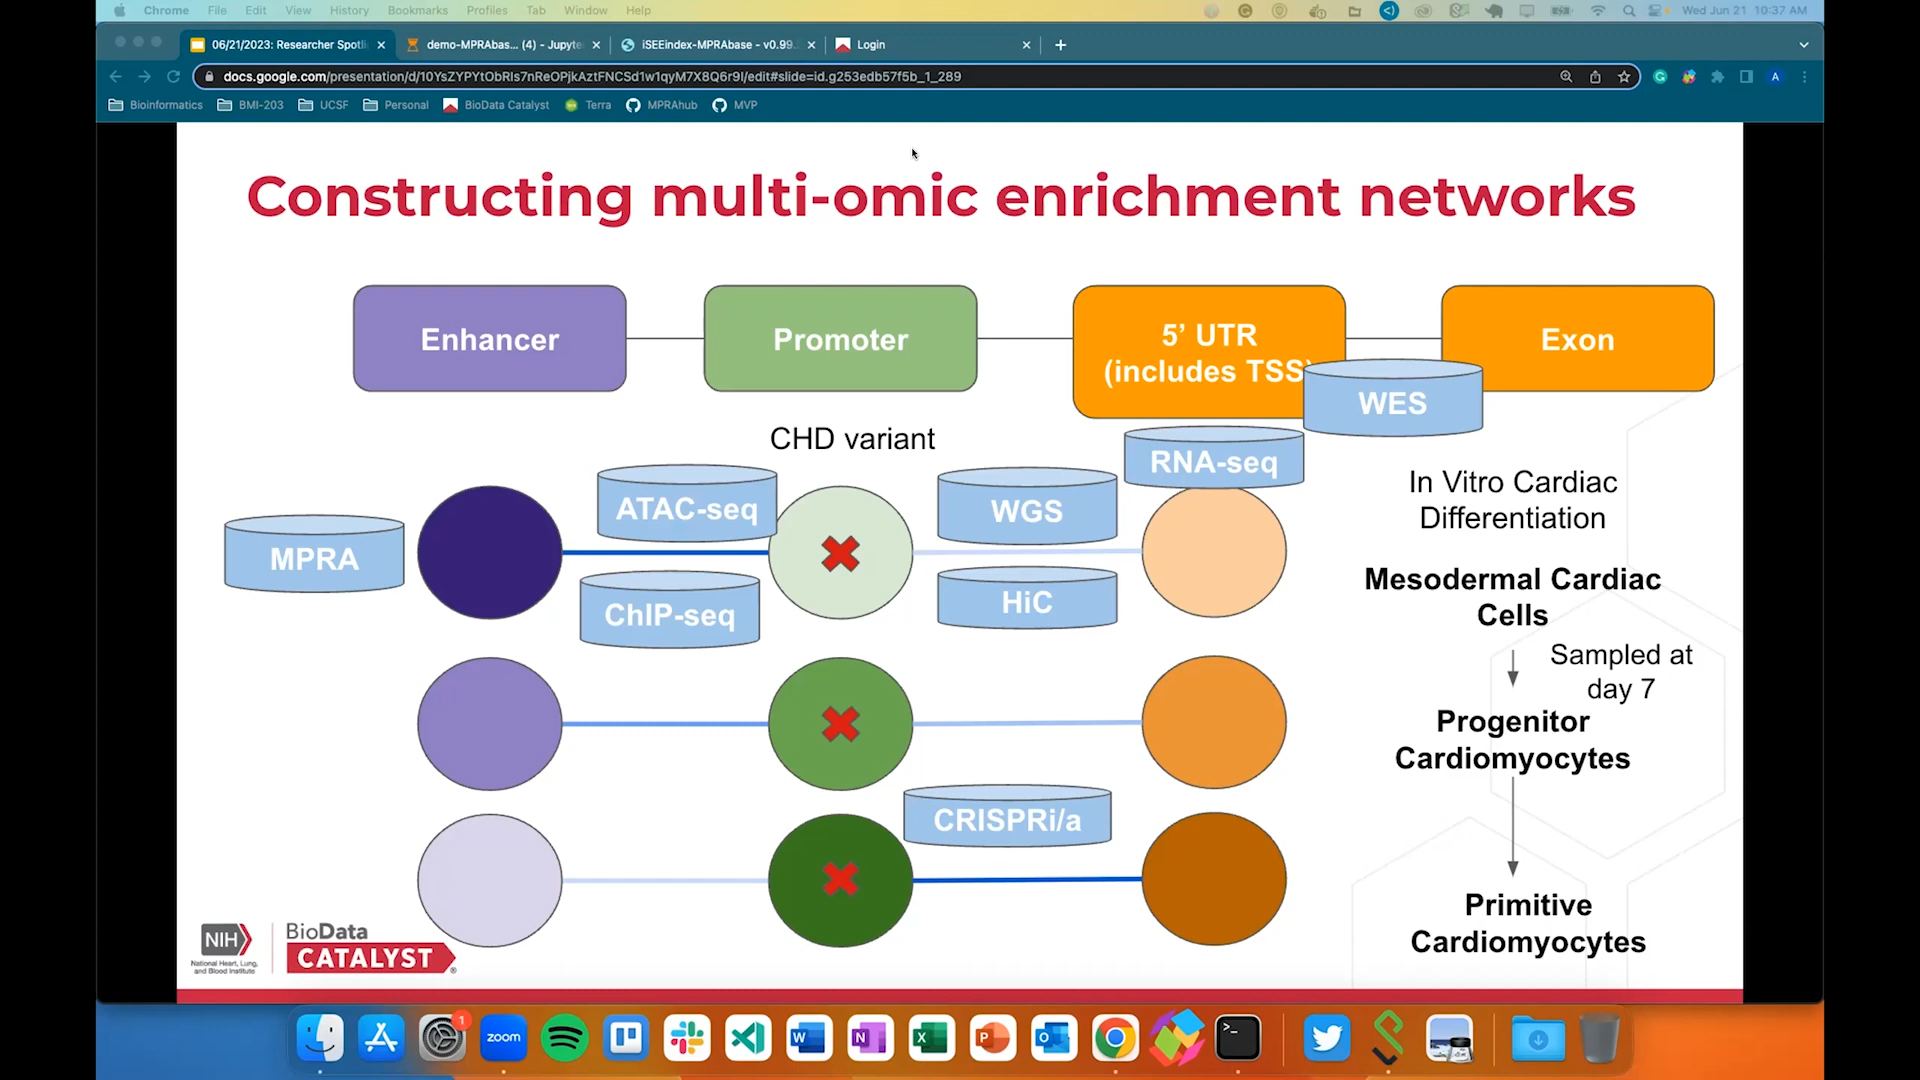 Chrome File Edit View History Bookmarks Profiles Tab Window Help
Wed Jun 21 10:37 AM
06/21/2023: Researcher Spotli
demo-MPRAbas... (4) - Jupyte
iSEEindex-MPRAbase - v0.99.
Login
docs.google.com/presentation/d/10YsZYPYtObRIs7nReOPjkAztFNCSd1w1qyM7X8Q6r9I/edit#slide=id.g253edb57f5b_1_289
Bioinformatics BMI-203 UCSF Personal BioData Catalyst Terra MPRAhub MVP
Constructing multi-omic enrichment networks
Enhancer
Promoter
5’ UTR
(includes TSS)
Exon
WES
CHD variant
RNA-seq
ATAC-seq
WGS
MPRA
ChIP-seq
HiC
CRISPRi/a
In Vitro Cardiac
Differentiation
Mesodermal Cardiac
Cells
Sampled at
day 7
Progenitor
Cardiomyocytes
Primitive
Cardiomyocytes
NIH
National Heart, Lung,
and Blood Institute
BioData
CATALYST
1
zoom